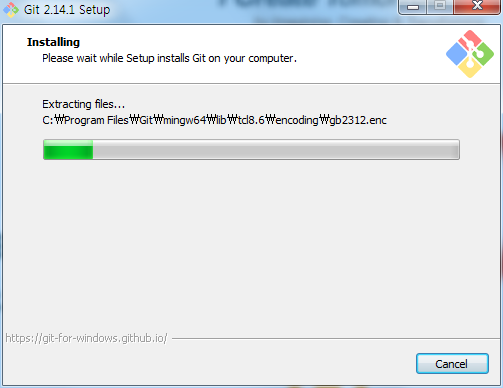 Git 2.14.1 Setup
Installing
Please wait while Setup installs Git on your computer.
Extracting files...
C:₩Program Files₩Git₩mingw64₩lib₩tcl8.6₩encoding₩gb2312.enc
https://git-for-windows.github.io/
Cancel